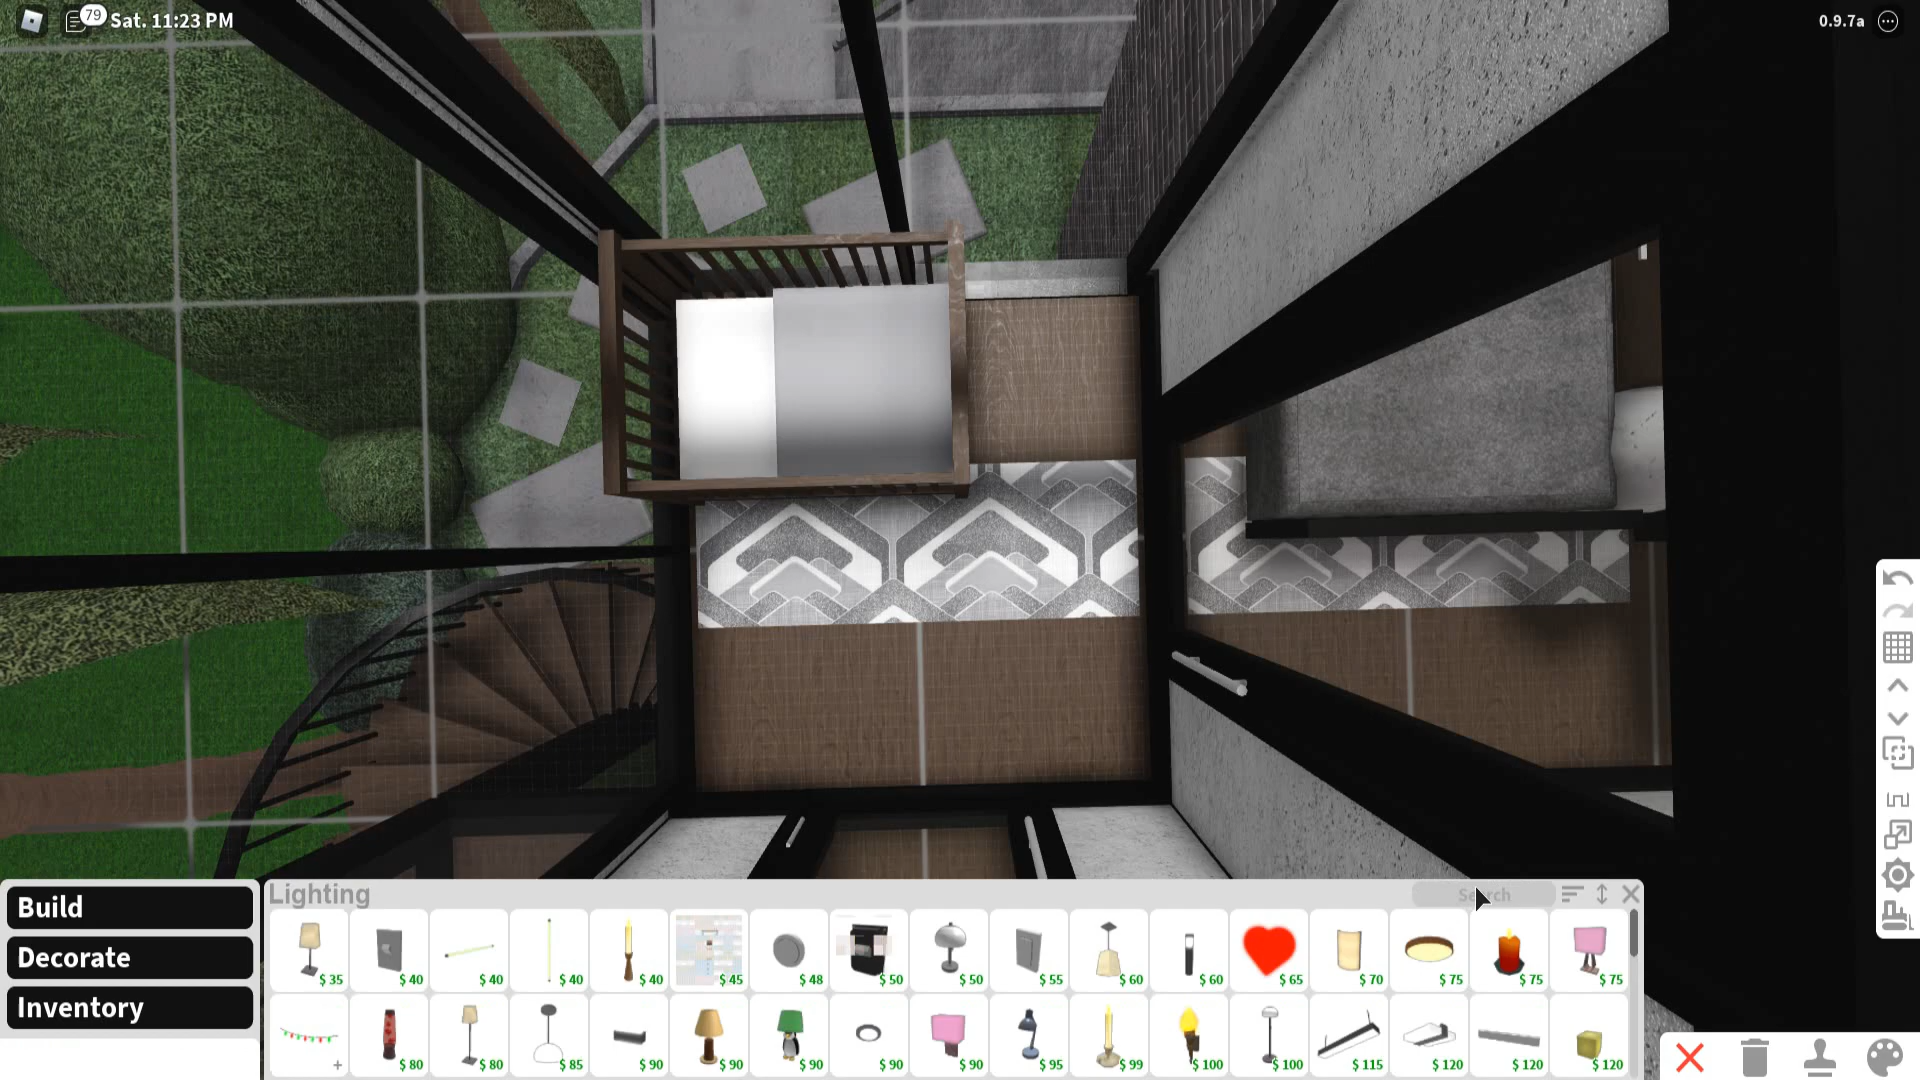 79 Sat. 11:23 PM
0.9.7a
Build
Decorate
Inventory
Lighting
Search
$ 35 $ 40 $ 40 $ 40 $ 40 $ 45 $ 48 $ 50 $ 50 $ 55 $ 60 $ 60 $ 65 $ 70 $ 75 $ 75 $ 75
+ $ 80 $ 80 $ 85 $ 90 $ 90 $ 90 $ 90 $ 90 $ 95 $ 99 $ 100 $ 100 $ 115 $ 120 $ 120 $ 120